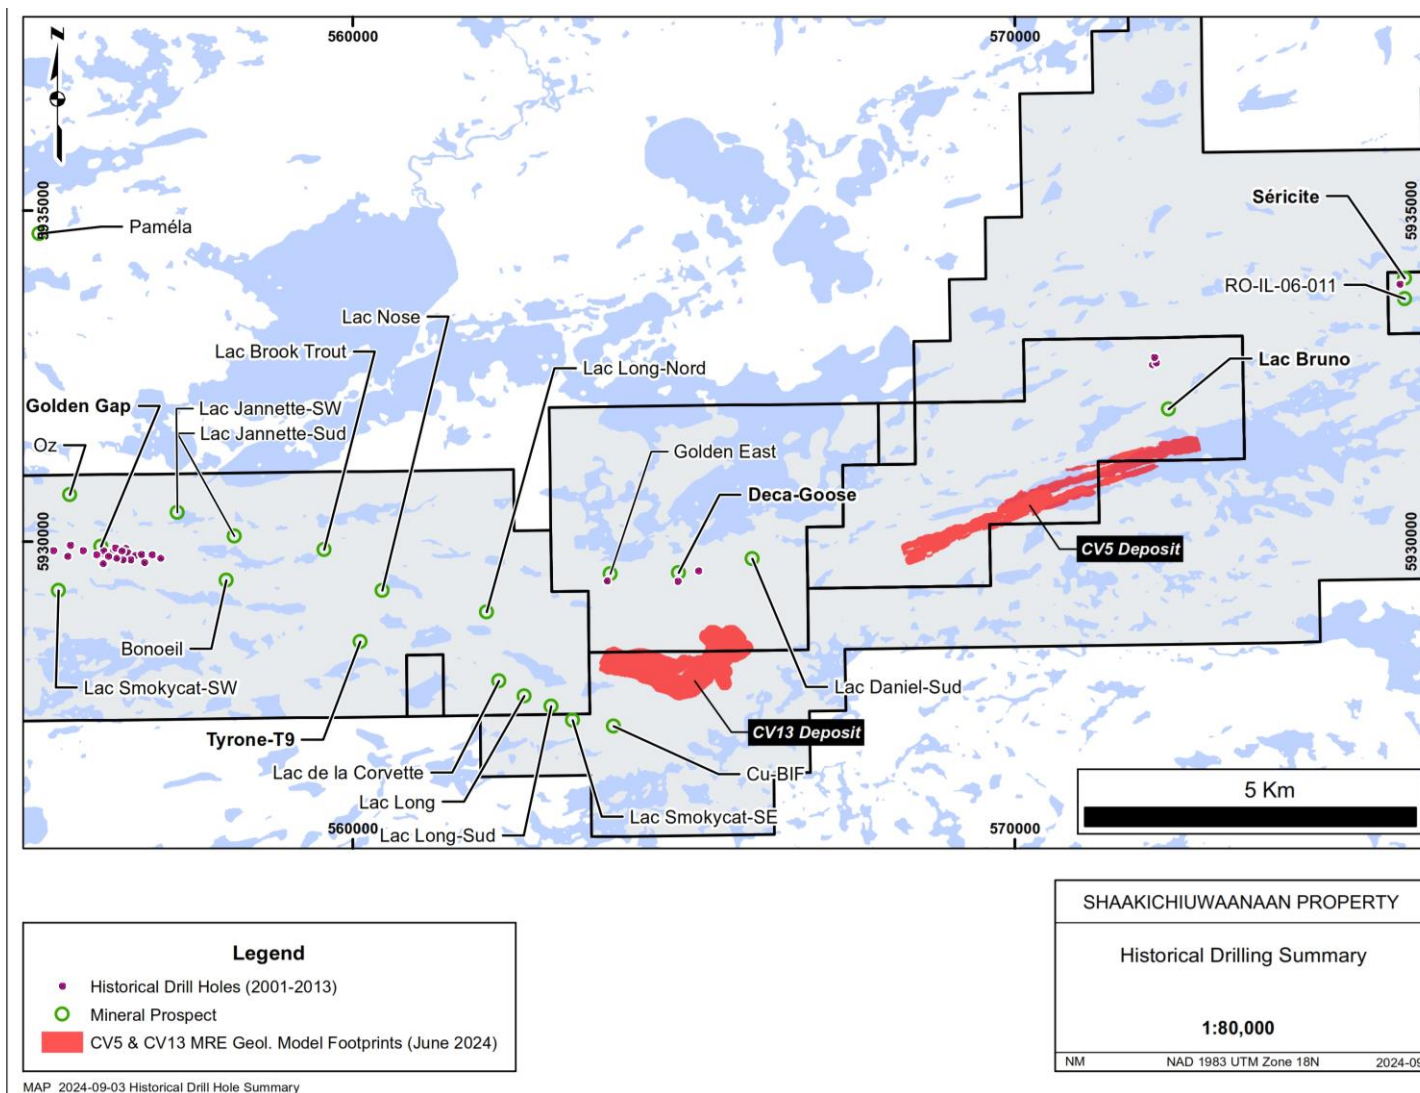 560000
570000
N
5935000
5935000
Séricite
Paméla
RO-IL-06-011
Lac Nose
Lac Brook Trout
Lac Bruno
Lac Long-Nord
Golden Gap
Lac Jannette-SW
Lac Jannette-Sud
Oz
Golden East
Deca-Goose
5930000
5930000
CV5 Deposit
Bonoeil
Lac Smokycat-SW
Lac Daniel-Sud
CV13 Deposit
Tyrone-T9
Lac de la Corvette
Cu-BIF
Lac Long
Lac Smokycat-SE
Lac Long-Sud
5 Km
560000
570000
SHAAKICHIUWAANAAN PROPERTY
Historical Drilling Summary
1:80,000
NM NAD 1983 UTM Zone 18N 2024-09
Legend
Historical Drill Holes (2001-2013)
Mineral Prospect
CV5 & CV13 MRE Geol. Model Footprints (June 2024)
MAP 2024-09-03 Historical Drill Hole Summary